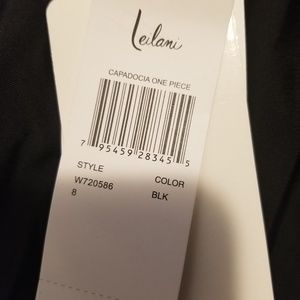 Leilani
CAPADOCIA ONE PIECE
7 95459 28345 5
STYLE COLOR
W720586 BLK
8